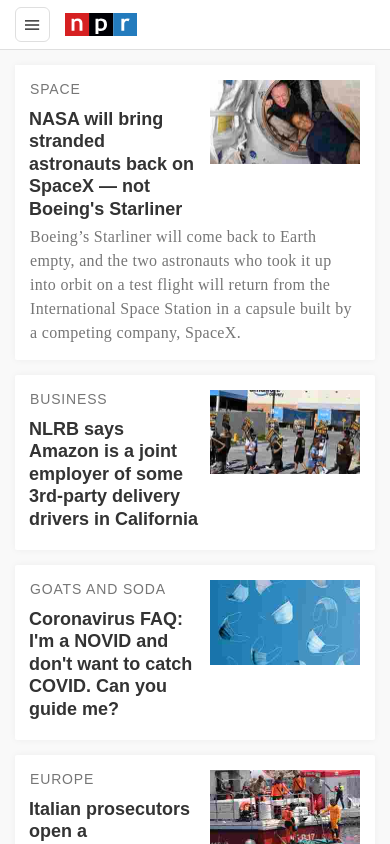 npr
SPACE
NASA will bring
stranded
astronauts back on
SpaceX — not
Boeing's Starliner
Boeing’s Starliner will come back to Earth
empty, and the two astronauts who took it up
into orbit on a test flight will return from the
International Space Station in a capsule built by
a competing company, SpaceX.
BUSINESS
NLRB says
Amazon is a joint
employer of some
3rd-party delivery
drivers in California
GOATS AND SODA
Coronavirus FAQ:
I'm a NOVID and
don't want to catch
COVID. Can you
guide me?
EUROPE
Italian prosecutors
open a